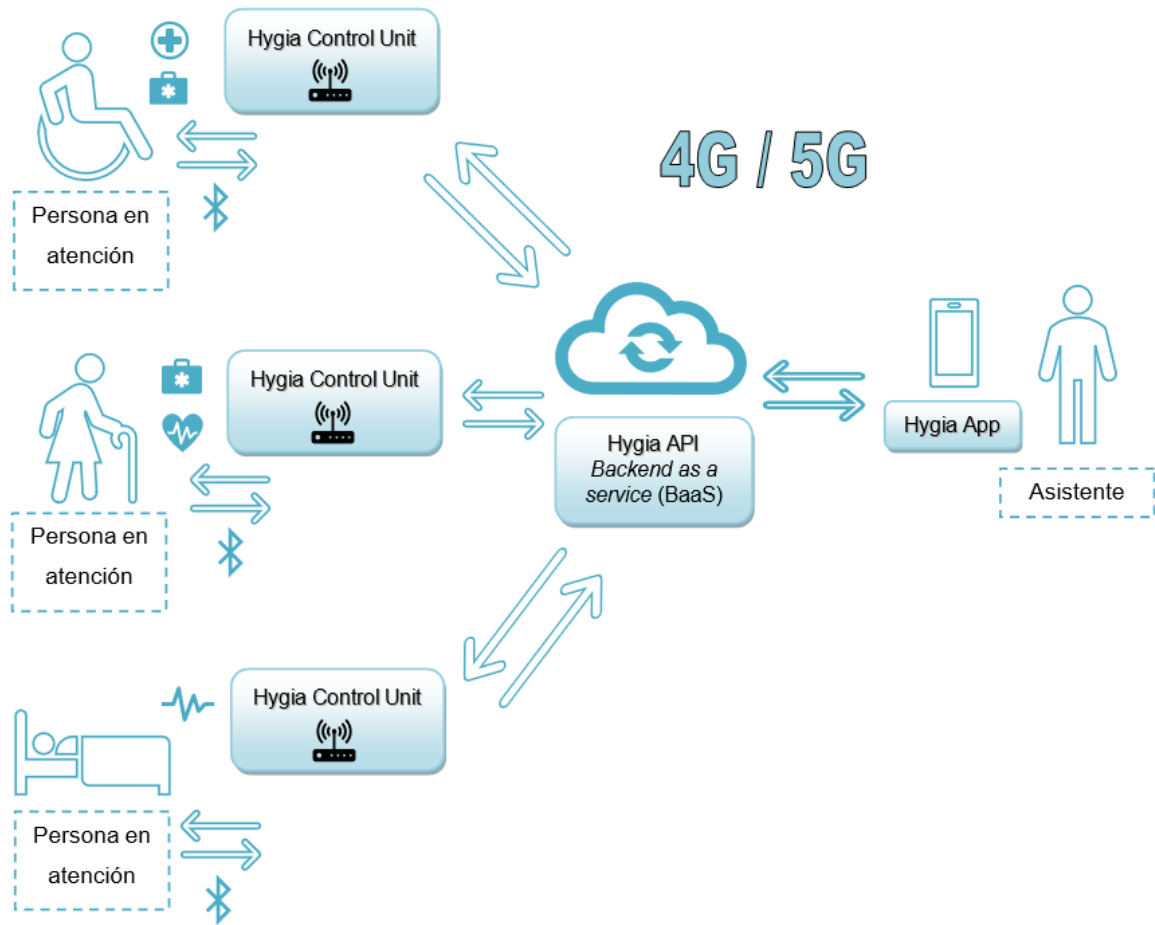 Hygia Control Unit
4G / 5G
Persona en
atención
Hygia Control Unit
Hygia App
Hygia API
Backend as a
service (BaaS)
Asistente
Persona en
atención
Hygia Control Unit
Persona en
atención